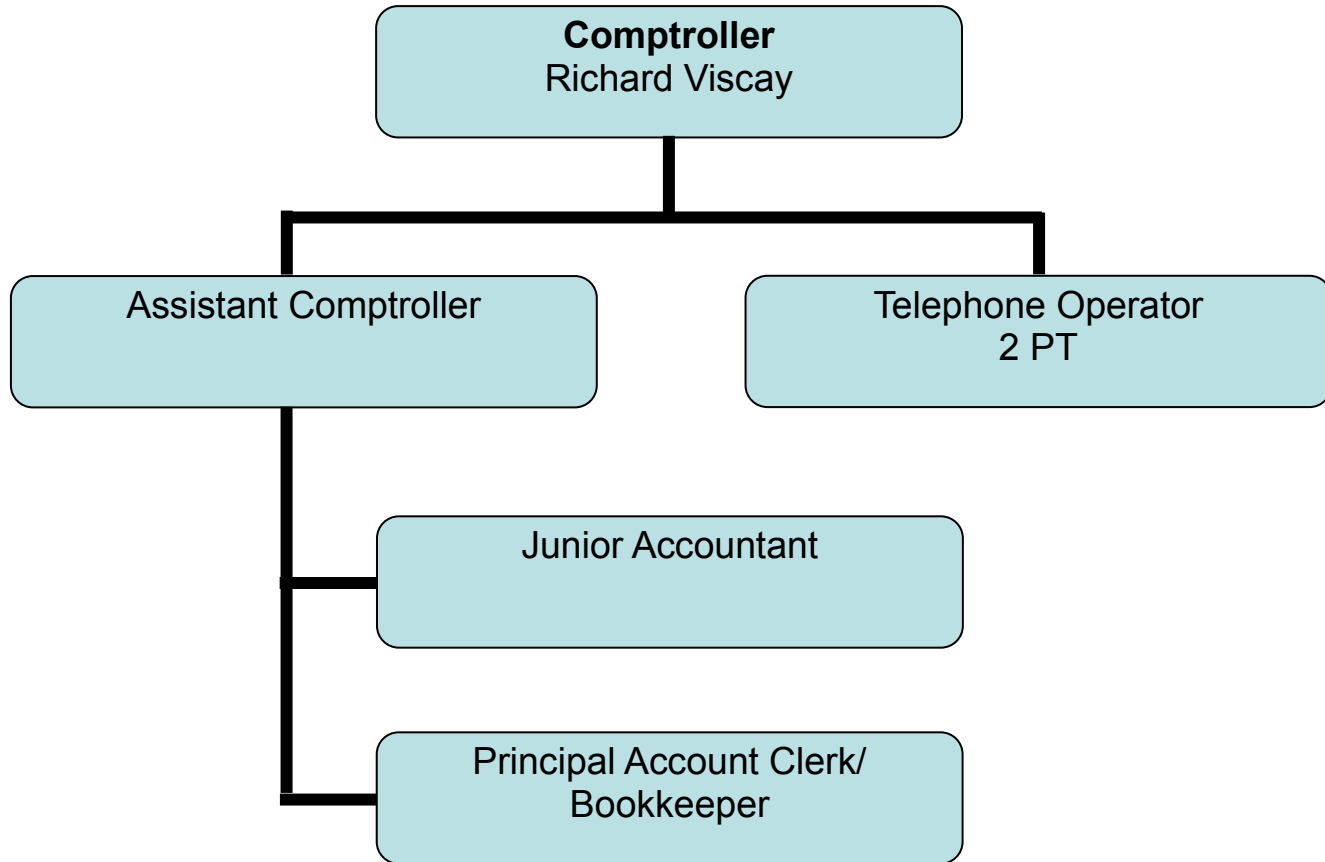 Comptroller
Richard Viscay
Assistant Comptroller
Telephone Operator
2 PT
Junior Accountant
Principal Account Clerk/
Bookkeeper